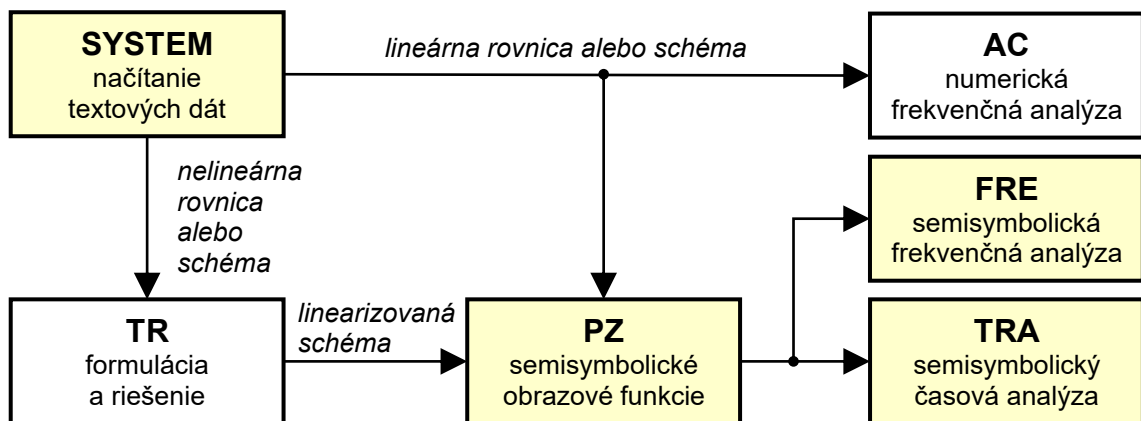 SYSTEM
načítanie
textových dát
lineárna rovnica alebo schéma
AC
numerická
frekvenčná analýza
nelineárna
rovnica
alebo
schéma
FRE
semisymbolická
frekvenčná analýza
TR
formulácia
a riešenie
linearizovaná
schéma
PZ
semisymbolické
obrazové funkcie
TRA
semisymbolický
časová analýza